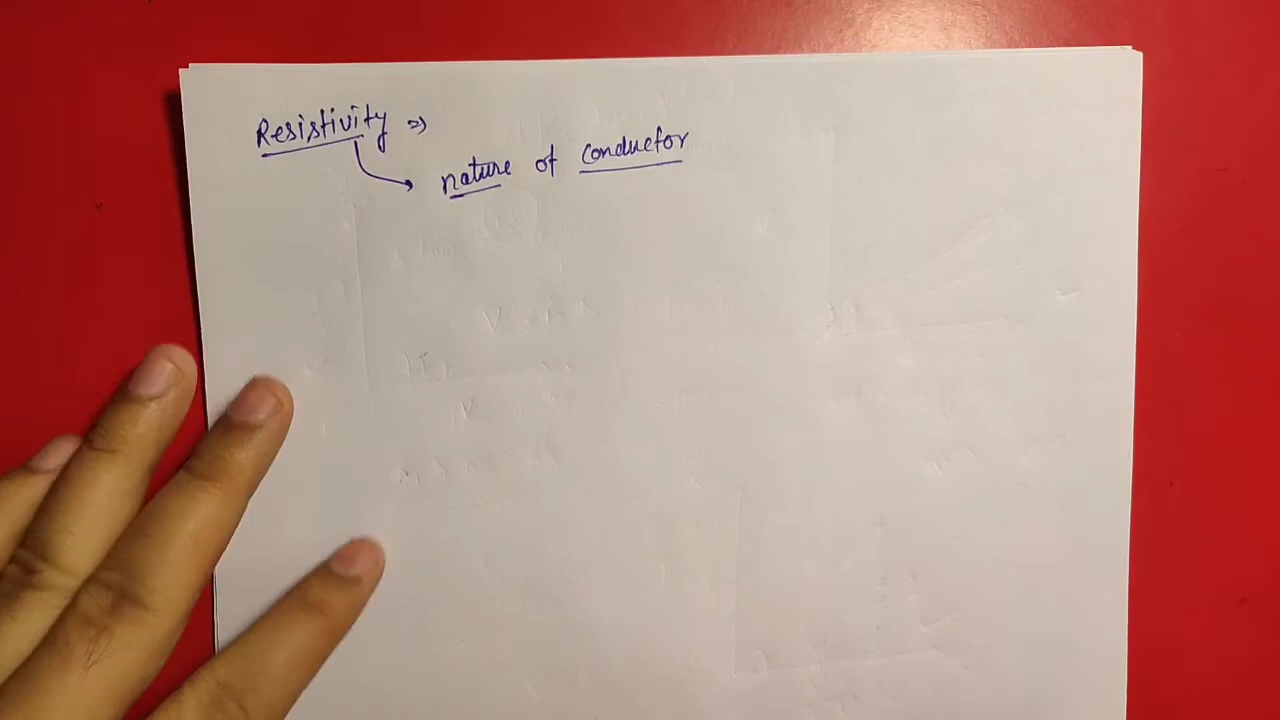 Resistivity ⇒
nature of conductor